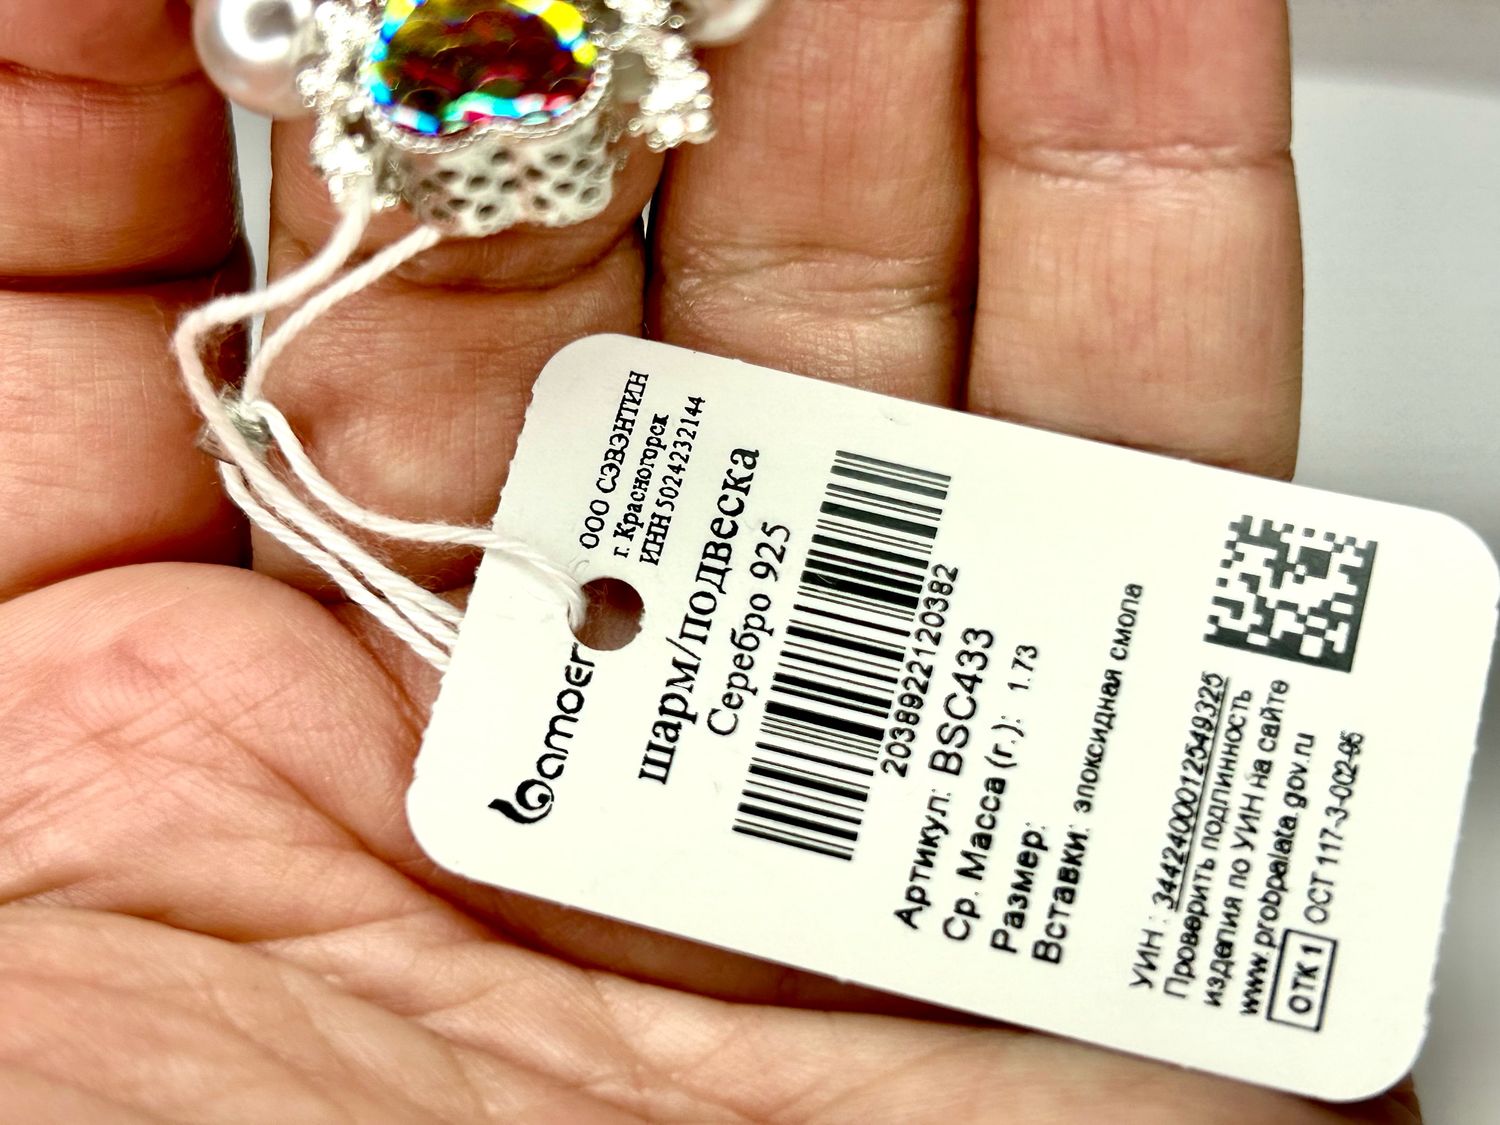 bamoer
ООО СЭВЭНТИН
г. Красногорск
ИНН 5024232144
Шарм/подвеска
Серебро 925
2038922120382
Артикул: BSC433
Ср. Масса (г.): 1.73
Размер:
Вставки: эпоксидная смола
УИН: 3442400012549325
Проверить подлинность
изделия по УИН на сайте
www.probpalata.gov.ru
ОТК 1 ОСТ 117-3-002-95